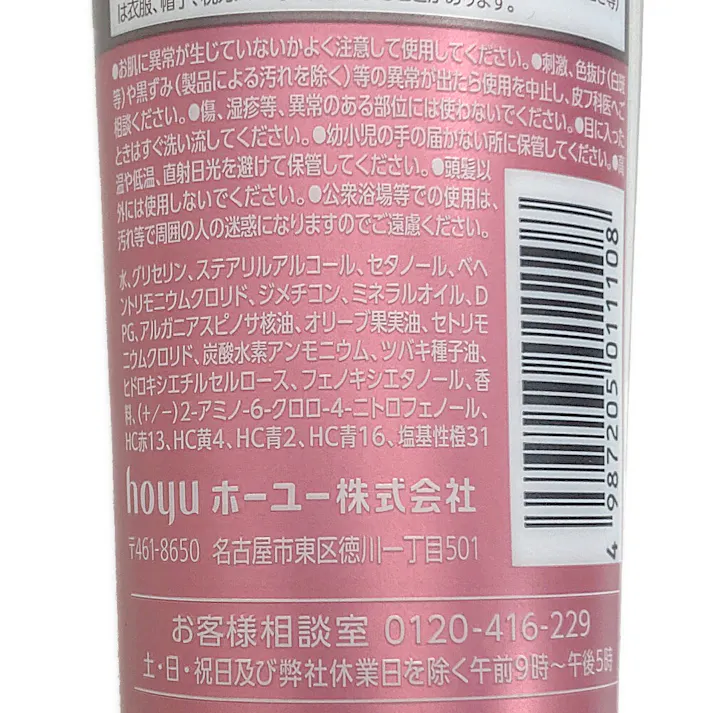 は衣服、帽子、
●お肌に異常が生じていないかよく注意して使用してください。●刺激、色抜け(白斑
等)や黒ずみ(製品による汚れを除く)等の異常が出たら使用を中止し、皮フ科医へご
相談ください。●傷、湿疹等、異常のある部位には使わないでください。●目に入った
ときはすぐ洗い流してください。●幼小児の手の届かない所に保管してください。●高
温や低温、直射日光を避けて保管してください。●頭髪以
外には使用しないでください。●公衆浴場等での使用は、
汚れ等で周囲の人の迷惑になりますのでご遠慮ください。
水、グリセリン、ステアリルアルコール、セタノール、ベヘ
ントリモニウムクロリド、ジメチコン、ミネラルオイル、D
PG、アルガニアスピノサ核油、オリーブ果実油、セトリモ
ニウムクロリド、炭酸水素アンモニウム、ツバキ種子油、
ヒドロキシエチルセルロース、フェノキシエタノール、香
料、(+/−)2-アミノ-6-クロロ-4-ニトロフェノール、
HC赤13、HC黄4、HC青2、HC青16、塩基性橙31
hoyu ホーユー株式会社
〒461-8650 名古屋市東区徳川一丁目501
お客様相談室 0120-416-229
土・日・祝日及び弊社休業日を除く午前9時〜午後5時
4 987205 011108